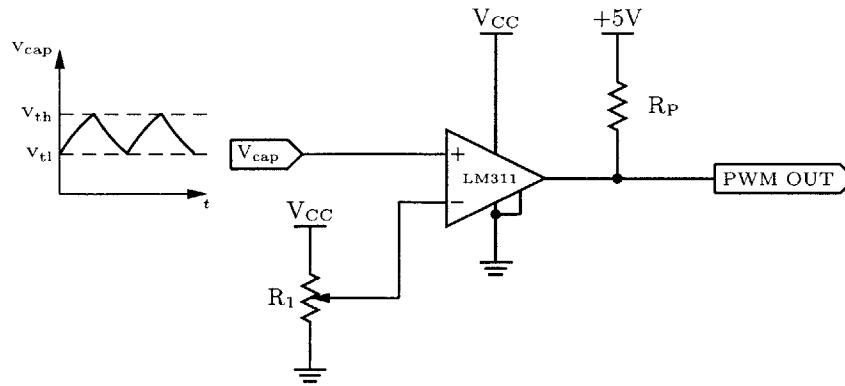 V_CC
+5V
V_cap
V_th
V_tl
t
V_cap
+
LM311
−
R_P
PWM OUT
V_CC
R_1